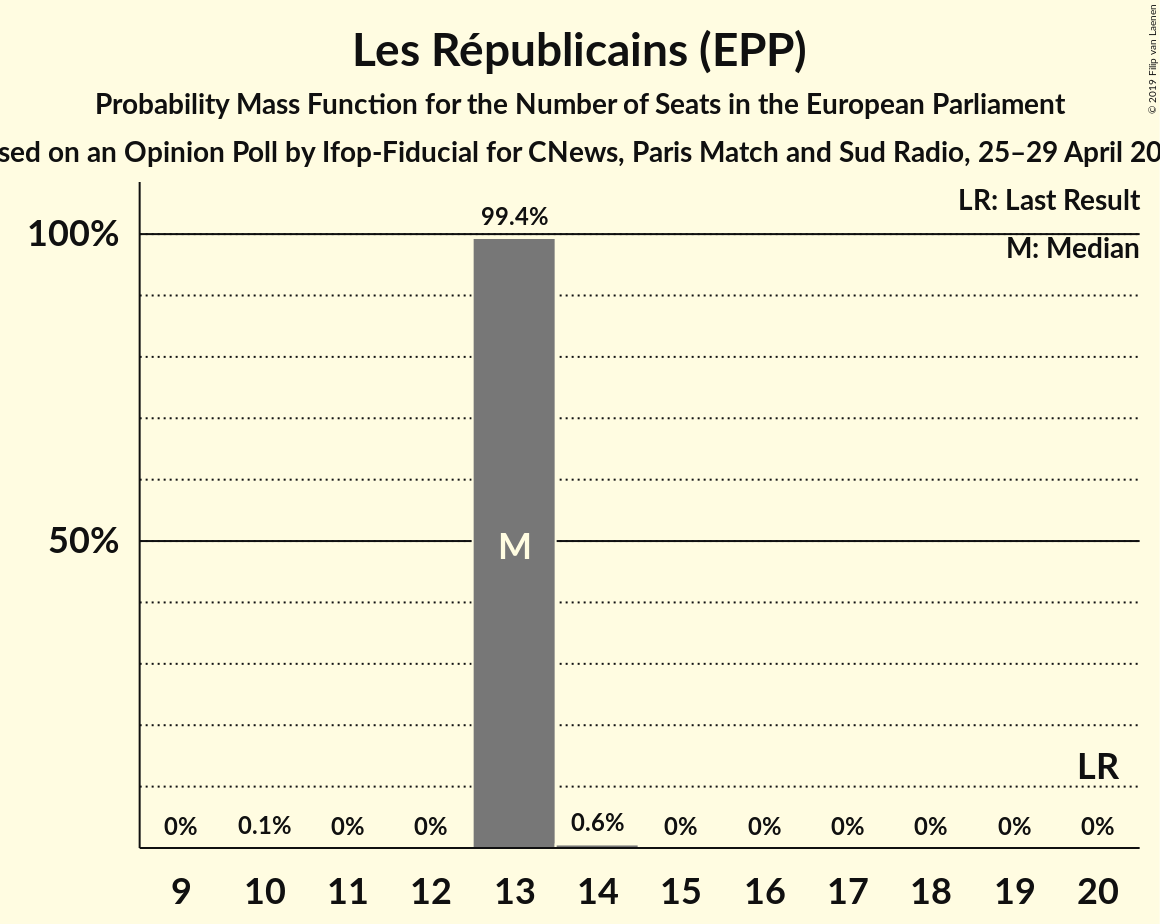 Les Républicains (EPP)
Probability Mass Function for the Number of Seats in the European Parliament
sed on an Opinion Poll by Ifop-Fiducial for CNews, Paris Match and Sud Radio, 25–29 April 20
© 2019 Filip van Laenen
LR: Last Result
M: Median
100%
50%
99.4%
M
LR
0% 0.1% 0% 0% 0.6% 0% 0% 0% 0% 0% 0%
9 10 11 12 13 14 15 16 17 18 19 20